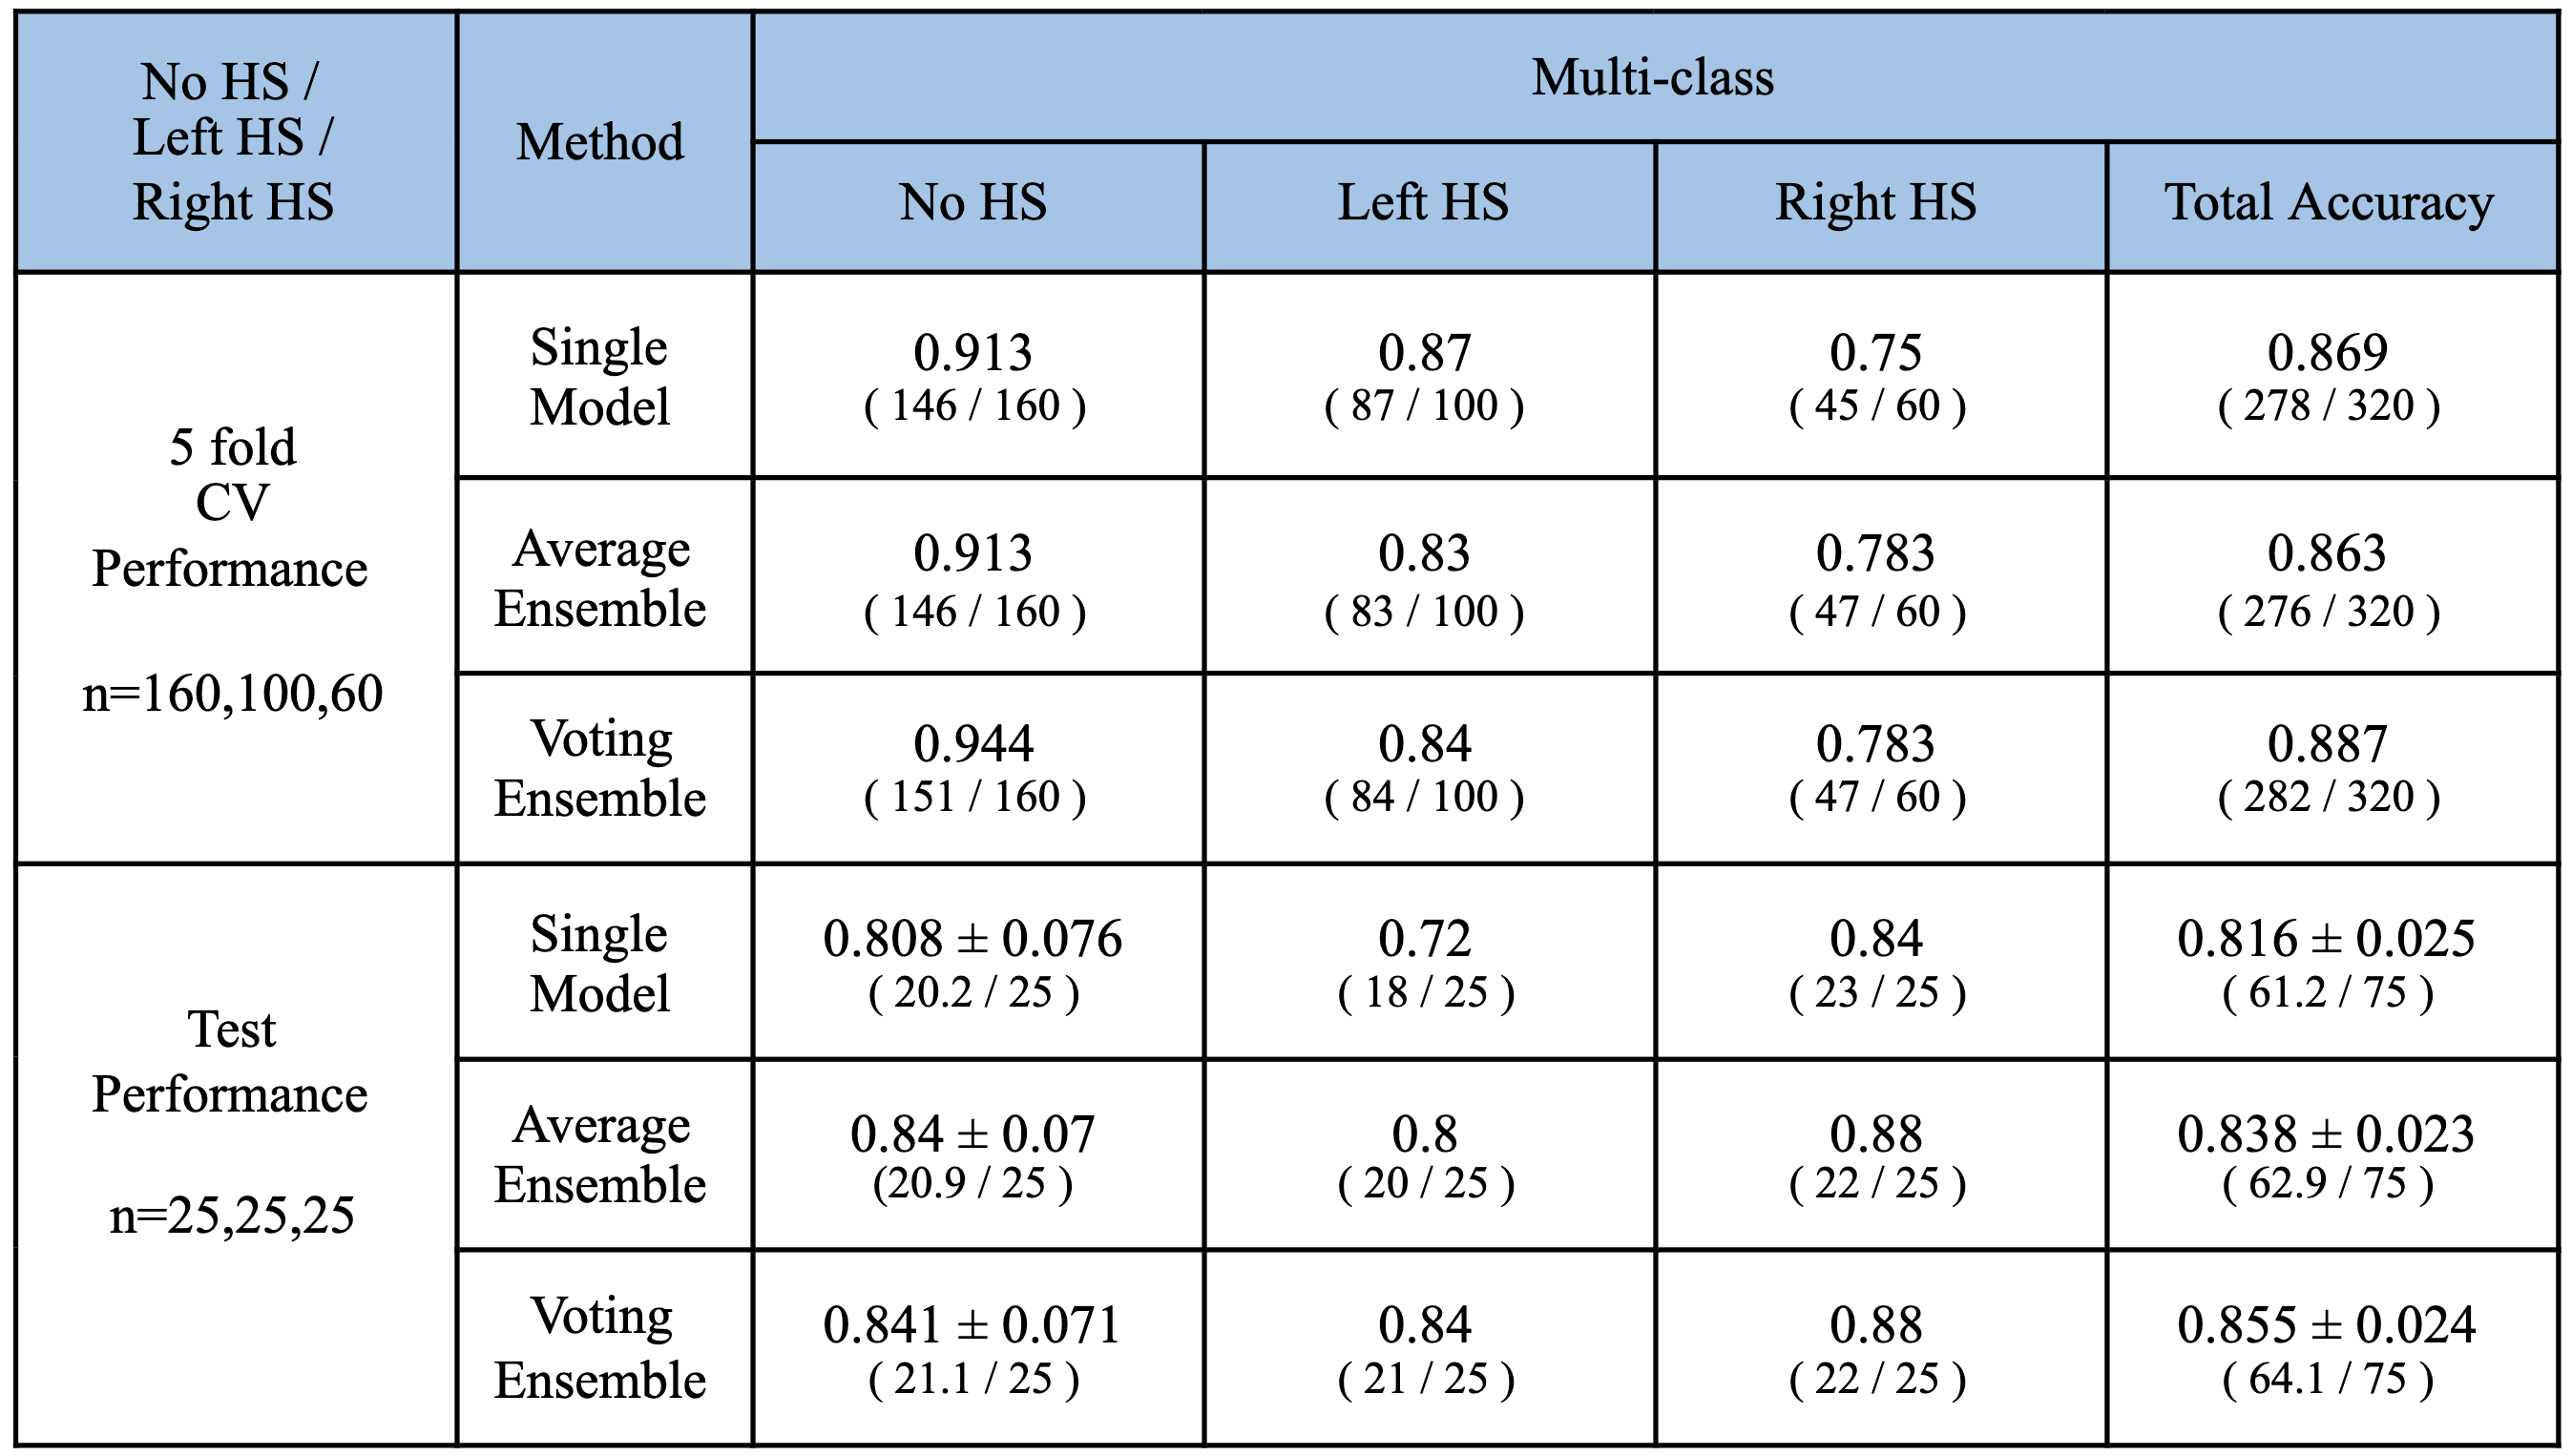 No HS /
Left HS /
Right HS
Method
Multi-class
No HS
Left HS
Right HS
Total Accuracy
5 fold
CV
Performance
n=160,100,60
Single
Model
0.913
( 146 / 160 )
0.87
( 87 / 100 )
0.75
( 45 / 60 )
0.869
( 278 / 320 )
Average
Ensemble
0.913
( 146 / 160 )
0.83
( 83 / 100 )
0.783
( 47 / 60 )
0.863
( 276 / 320 )
Voting
Ensemble
0.944
( 151 / 160 )
0.84
( 84 / 100 )
0.783
( 47 / 60 )
0.887
( 282 / 320 )
Test
Performance
n=25,25,25
Single
Model
0.808 ± 0.076
( 20.2 / 25 )
0.72
( 18 / 25 )
0.84
( 23 / 25 )
0.816 ± 0.025
( 61.2 / 75 )
Average
Ensemble
0.84 ± 0.07
(20.9 / 25 )
0.8
( 20 / 25 )
0.88
( 22 / 25 )
0.838 ± 0.023
( 62.9 / 75 )
Voting
Ensemble
0.841 ± 0.071
( 21.1 / 25 )
0.84
( 21 / 25 )
0.88
( 22 / 25 )
0.855 ± 0.024
( 64.1 / 75 )